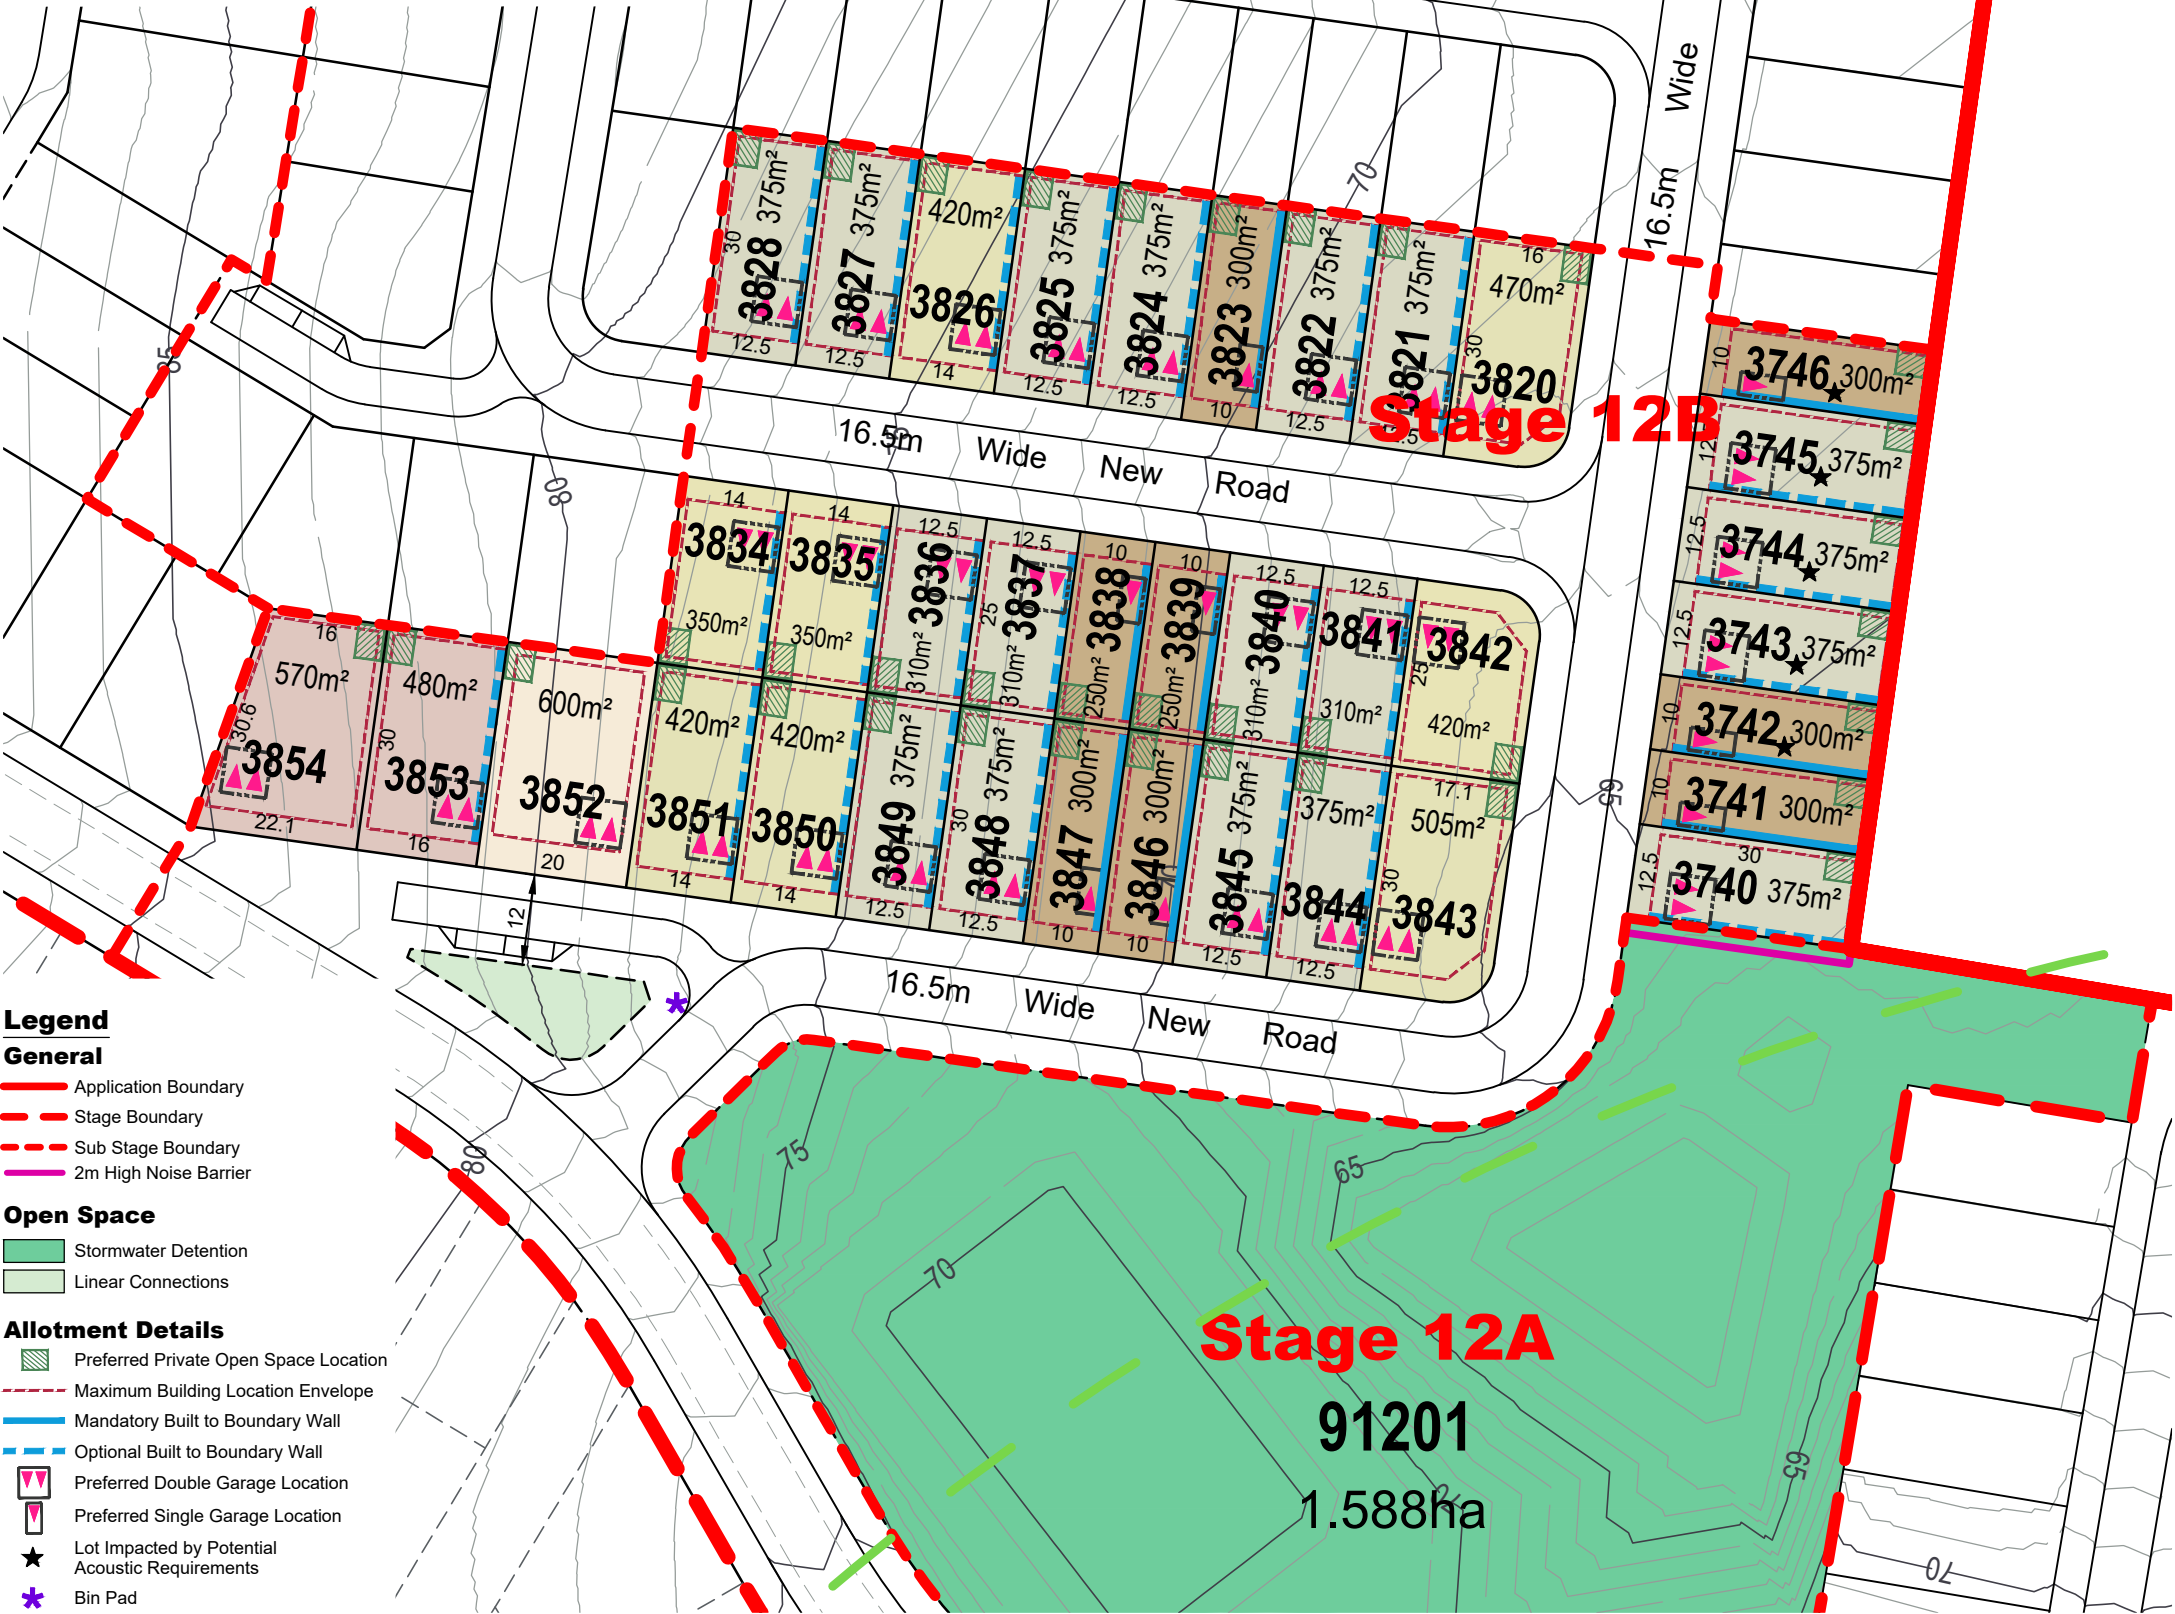 16.5m Wide
70
85
80
3828 375m²
30
12.5
3827 375m²
12.5
420m²
3826
14
3825 375m²
12.5
3824 375m²
12.5
3823 300m²
10
3822 375m²
12.5
3821 375m²
16
470m²
30
3820
Stage 12B
10
3746 300m²
3745 375m²
12.5
3744 375m²
12.5
3743 375m²
10
3742 300m²
10
3741 300m²
30
12.5
3740 375m²
16.5m Wide New Road
14
3834
350m²
14
3835
350m²
12.5
3836
310m²
12.5
3837
25
310m²
10
3838
250m²
10
3839
250m²
12.5
3840
310m²
12.5
3841
310m²
3842
25
420m²
65
16
570m²
30.6
3854
22.1
480m²
30
3853
16
600m²
3852
20
12
420m²
3851
14
420m²
3850
14
3849 375m²
12.5
30
3848 375m²
12.5
3847 300m²
10
3846 300m²
10
3845 375m²
12.5
375m²
3844
12.5
17.1
505m²
30
3843
16.5m Wide New Road
75
65
70
80
Stage 12A
91201
1.588ha
65
70
Legend
General
Application Boundary
Stage Boundary
Sub Stage Boundary
2m High Noise Barrier
Open Space
Stormwater Detention
Linear Connections
Allotment Details
Preferred Private Open Space Location
Maximum Building Location Envelope
Mandatory Built to Boundary Wall
Optional Built to Boundary Wall
Preferred Double Garage Location
Preferred Single Garage Location
Lot Impacted by Potential
Acoustic Requirements
Bin Pad